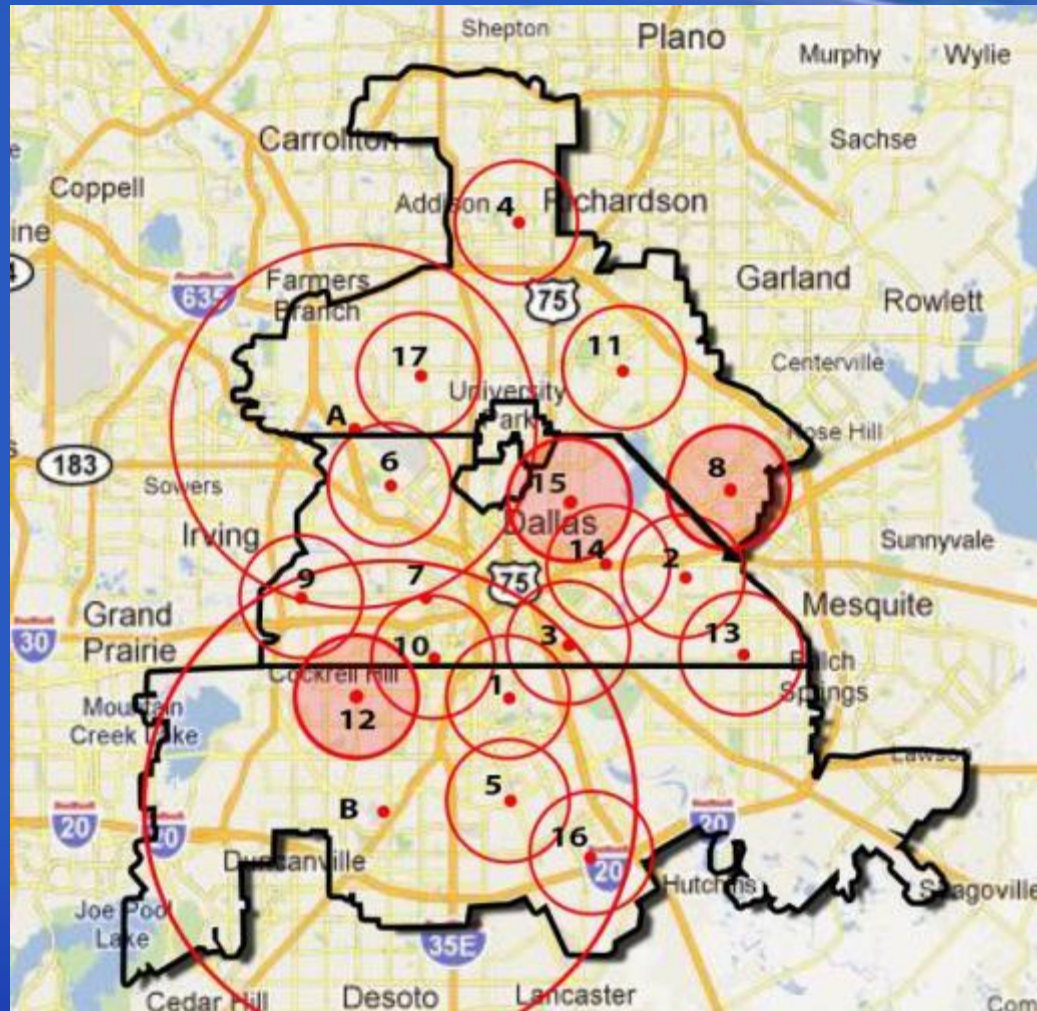 Shepton
Plano
Murphy
Wylie
Carrollton
Sachse
Coppell
Addison
4
Richardson
ine
Farmers
Branch
635
75
Garland
Rowlett
17
11
Centerville
University
Park
A
Rose Hill
183
6
8
Sowers
15
Irving
Dallas
14
2
Sunnyvale
9
7
75
Grand
Prairie
30
Mesquite
10
3
13
Cockrell Hill
Balch
Springs
1
12
Mountain
Creek Lake
Lawson
5
B
20
20
16
20
Duncanville
20
Hutchins
Seagoville
Joe Pool
Lake
35E
Cedar Hill
Desoto
Lancaster
Com